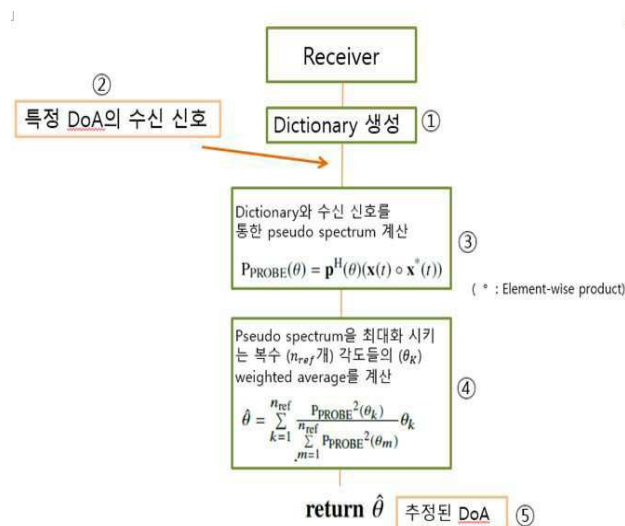 Receiver
②
특정 DoA의 수신 신호
Dictionary 생성 ①
Dictionary와 수신 신호를
통한 pseudo spectrum 계산
P_PROBE(θ) = p^H(θ)(x(t) ∘ x^*(t))
③
( ∘ : Element-wise product)
Pseudo spectrum을 최대화 시키
는 복수 (n_ref개) 각도들의 (θ_K)
weighted average를 계산
θ̂ = ∑_{k=1}^{n_ref} P_PROBE^2(θ_k) / ∑_{m=1}^{n_ref} P_PROBE^2(θ_m) θ_k
④
return θ̂ 추정된 DoA ⑤